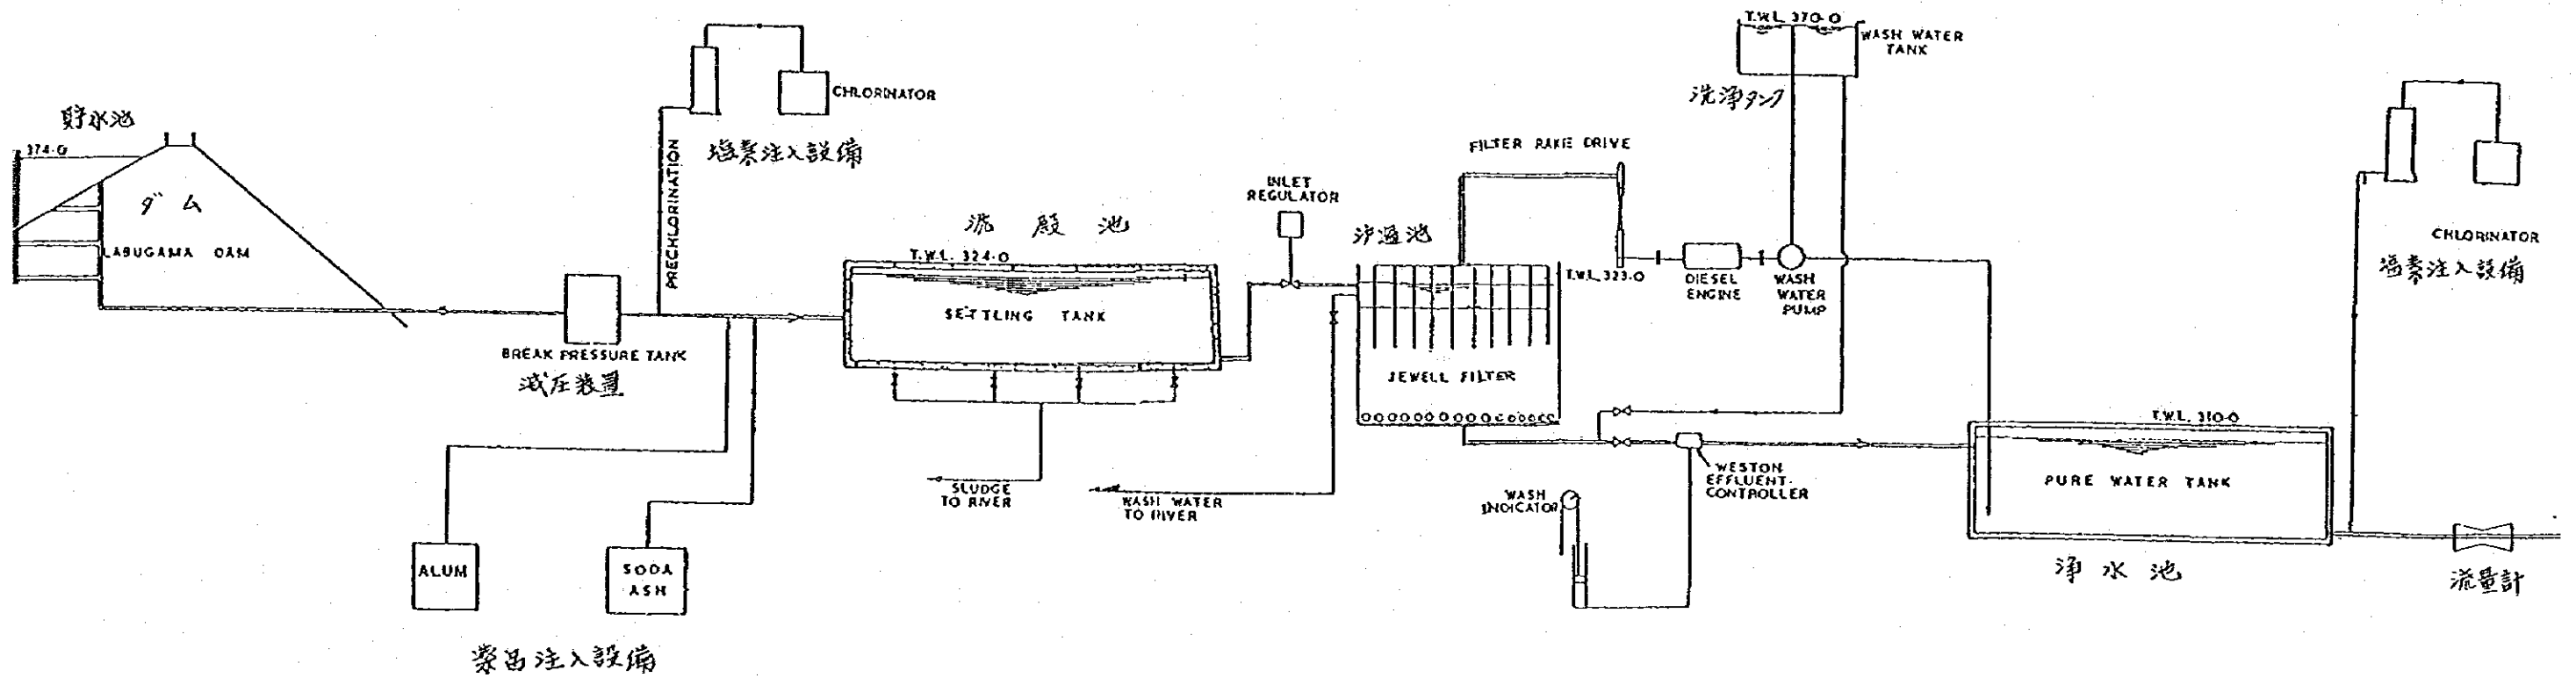 貯水池
374·0
ダム
LABUGAMA DAM
CHLORINATOR
塩素注入設備
PRECHLORINATION
BREAK PRESSURE TANK
減圧装置
ALUM
SODA
ASH
薬品注入設備
沈殿池
T.W.L. 324·0
SETTLING TANK
SLUDGE
TO RIVER
WASH WATER
TO RIVER
INLET
REGULATOR
沪過池
JEWELL FILTER
T.W.L. 323·0
FILTER RAKE DRIVE
DIESEL
ENGINE
WASH
WATER
PUMP
T.W.L. 370·0
WASH WATER
TANK
洗浄タンク
WASH
INDICATOR
WESTON
EFFLUENT
CONTROLLER
T.W.L. 310·0
PURE WATER TANK
浄水池
CHLORINATOR
塩素注入設備
流量計